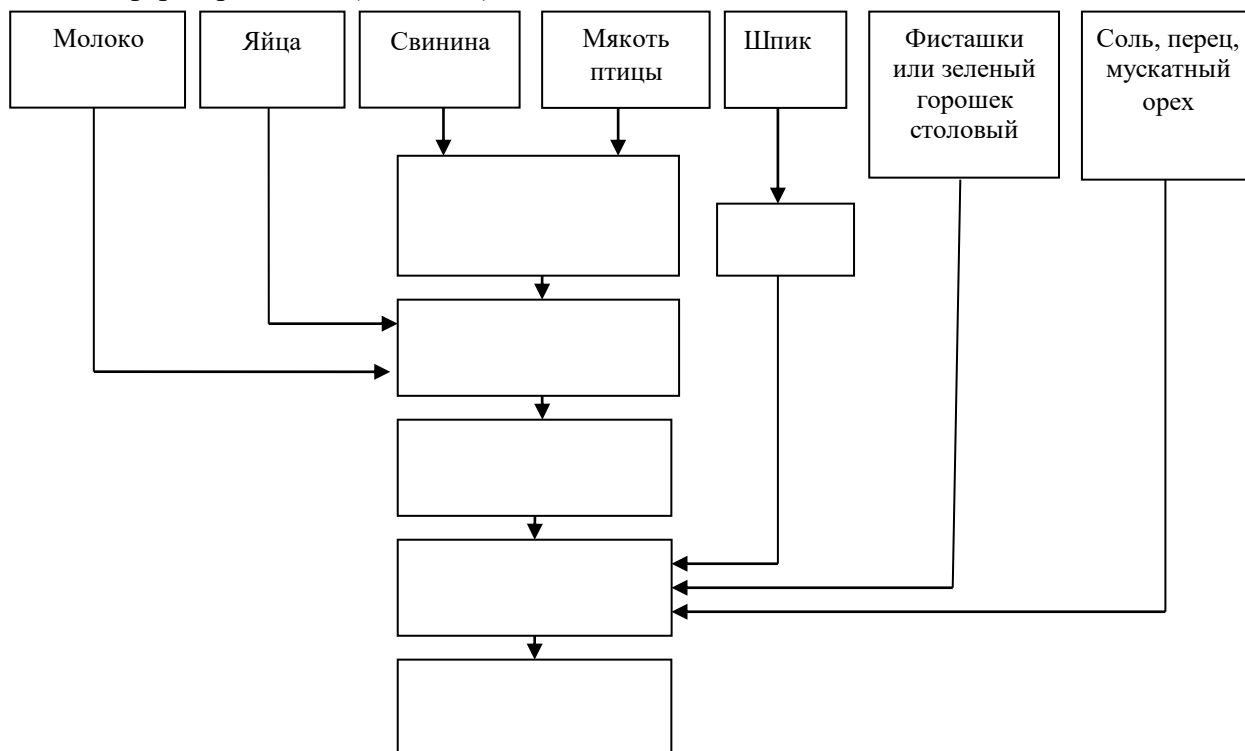 Молоко
Яйца
Свинина
Мякоть
птицы
Шпик
Фисташки
или зеленый
горошек
столовый
Соль, перец,
мускатный
орех